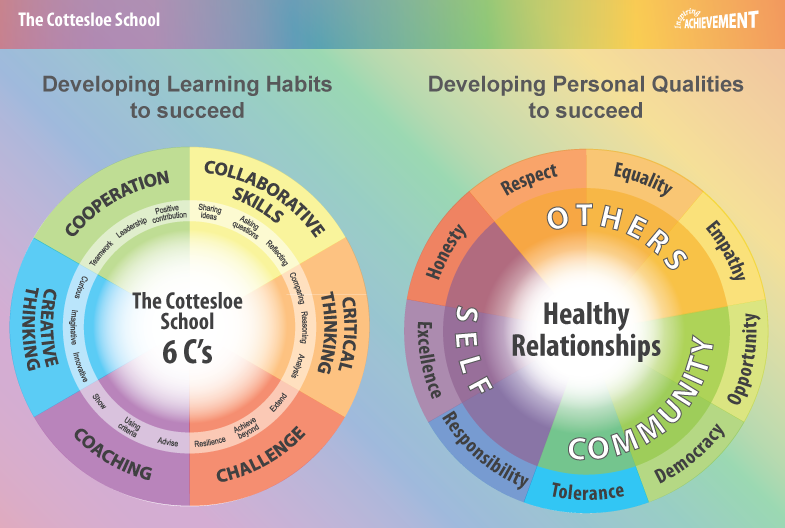 The Cottesloe School
Inspiring
ACHIEVEMENT
Developing Learning Habits
to succeed
COOPERATION
Teamwork
Leadership
Positive
contribution
COLLABORATIVE
SKILLS
Sharing
ideas
Asking
questions
Reflecting
CRITICAL
THINKING
Comparing
Reasoning
Analysis
CHALLENGE
Extend
Achieve
beyond
Resilience
COACHING
Advise
Using
criteria
Show
CREATIVE
THINKING
Innovative
Imaginative
Curious
The Cottesloe
School
6 C's
Developing Personal Qualities
to succeed
OTHERS
Respect
Equality
Empathy
COMMUNITY
Opportunity
Democracy
Tolerance
SELF
Responsibility
Excellence
Honesty
Healthy
Relationships